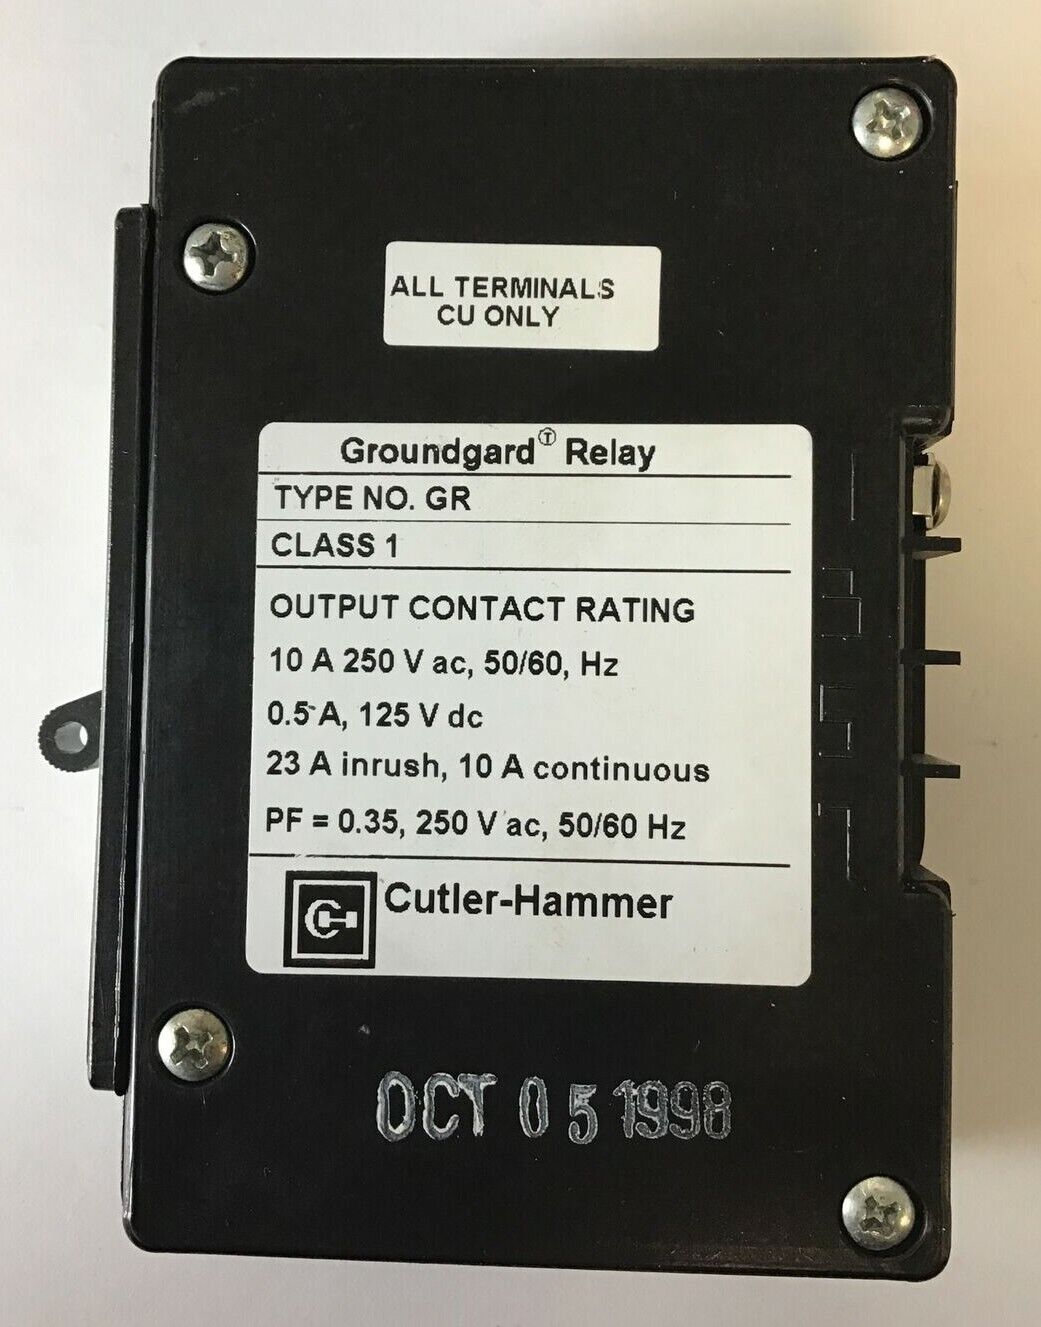 ALL TERMINALS
CU ONLY
Groundgard Ⓣ Relay
TYPE NO. GR
CLASS 1
OUTPUT CONTACT RATING
10 A 250 V ac, 50/60, Hz
0.5 A, 125 V dc
23 A inrush, 10 A continuous
PF = 0.35, 250 V ac, 50/60 Hz
Cutler-Hammer
OCT 05 1998